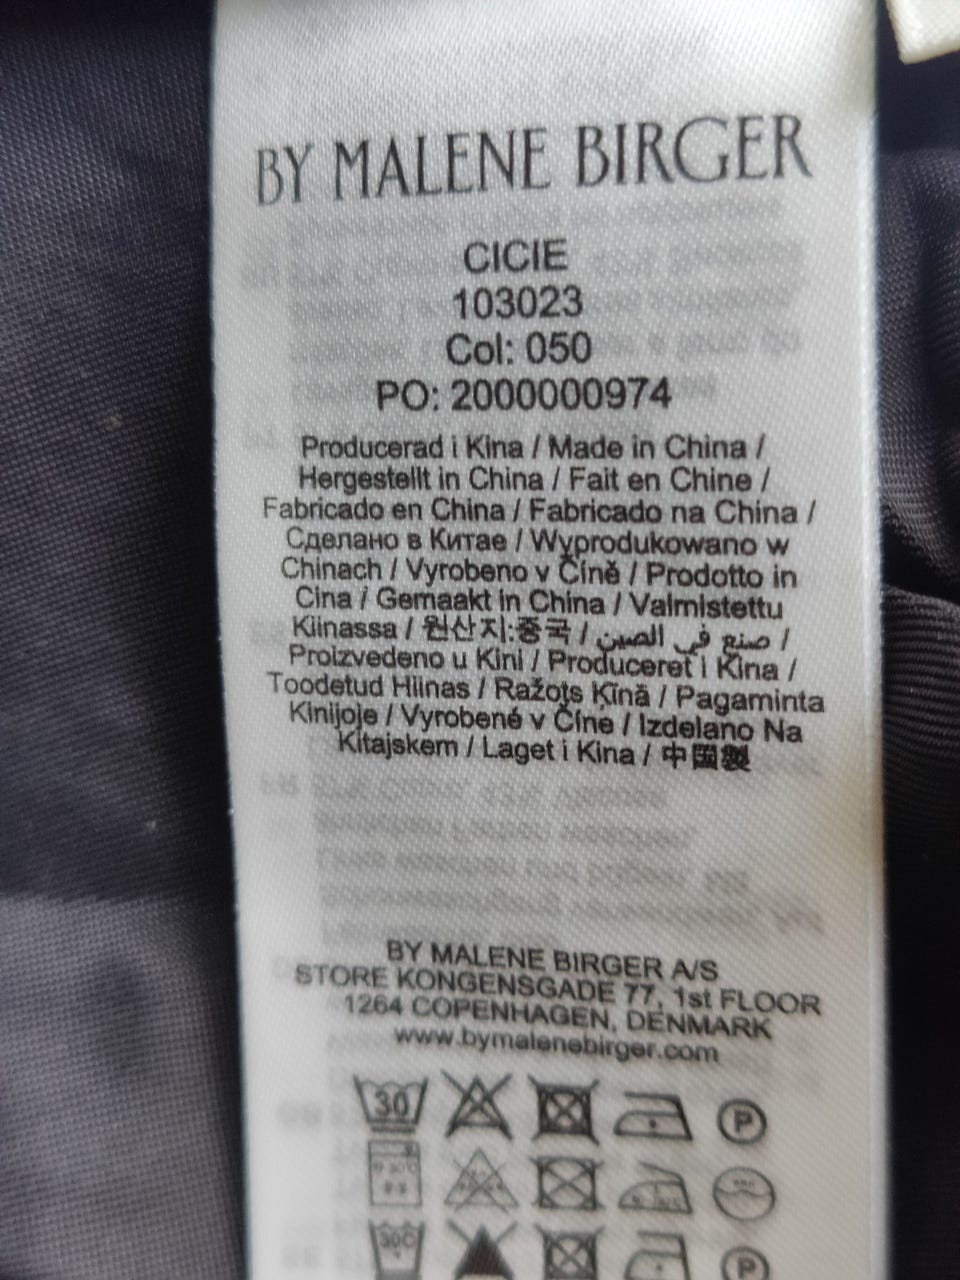 BY MALENE BIRGER
CICIE
103023
Col: 050
PO: 2000000974
Producerad i Kina / Made in China /
Hergestellt in China / Fait en Chine /
Fabricado en China / Fabricado na China /
Сделано в Китае / Wyprodukowano w
Chinach / Vyrobeno v Číně / Prodotto in
Cina / Gemaakt in China / Valmistettu
Kiinassa / 원산지:중국 / صنع في الصين /
Proizvedeno u Kini / Produceret i Kina /
Toodetud Hiinas / Ražots Ķīnā / Pagaminta
Kinijoje / Vyrobené v Číne / Izdelano Na
Kitajskem / Laget i Kina / 中国製
BY MALENE BIRGER A/S
STORE KONGENSGADE 77, 1st FLOOR
1264 COPENHAGEN, DENMARK
www.bymalenebirger.com
30 P
30C P